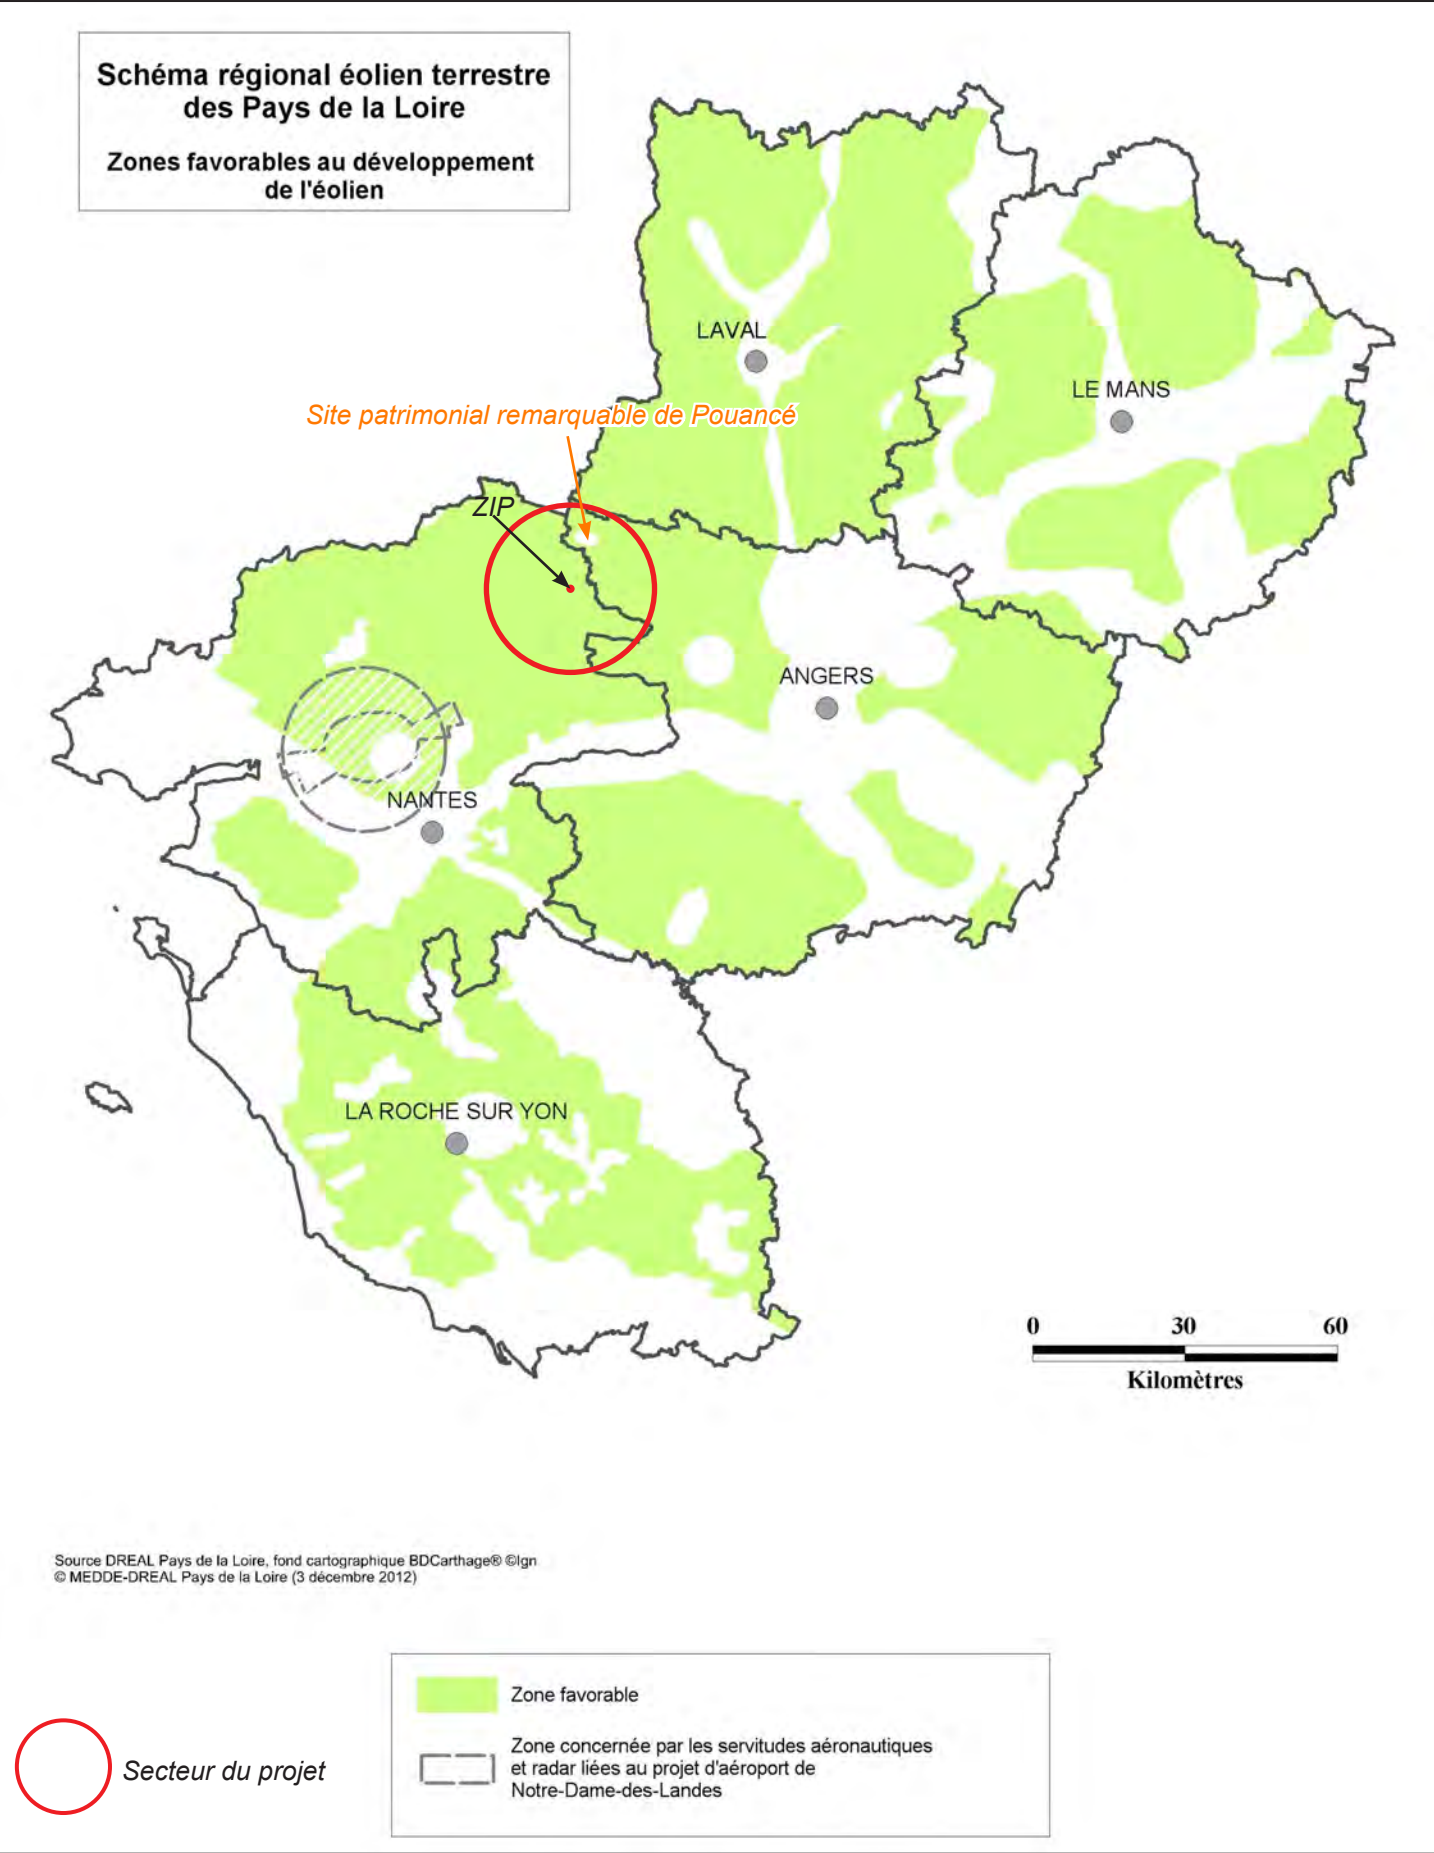 Schéma régional éolien terrestre
des Pays de la Loire
Zones favorables au développement
de l'éolien
LAVAL
LE MANS
Site patrimonial remarquable de Pouancé
ZIP
ANGERS
NANTES
LA ROCHE SUR YON
0 30 60
Kilomètres
Source DREAL Pays de la Loire, fond cartographique BDCarthage® ©Ign
© MEDDE-DREAL Pays de la Loire (3 décembre 2012)
Zone favorable
Zone concernée par les servitudes aéronautiques
et radar liées au projet d'aéroport de
Notre-Dame-des-Landes
Secteur du projet